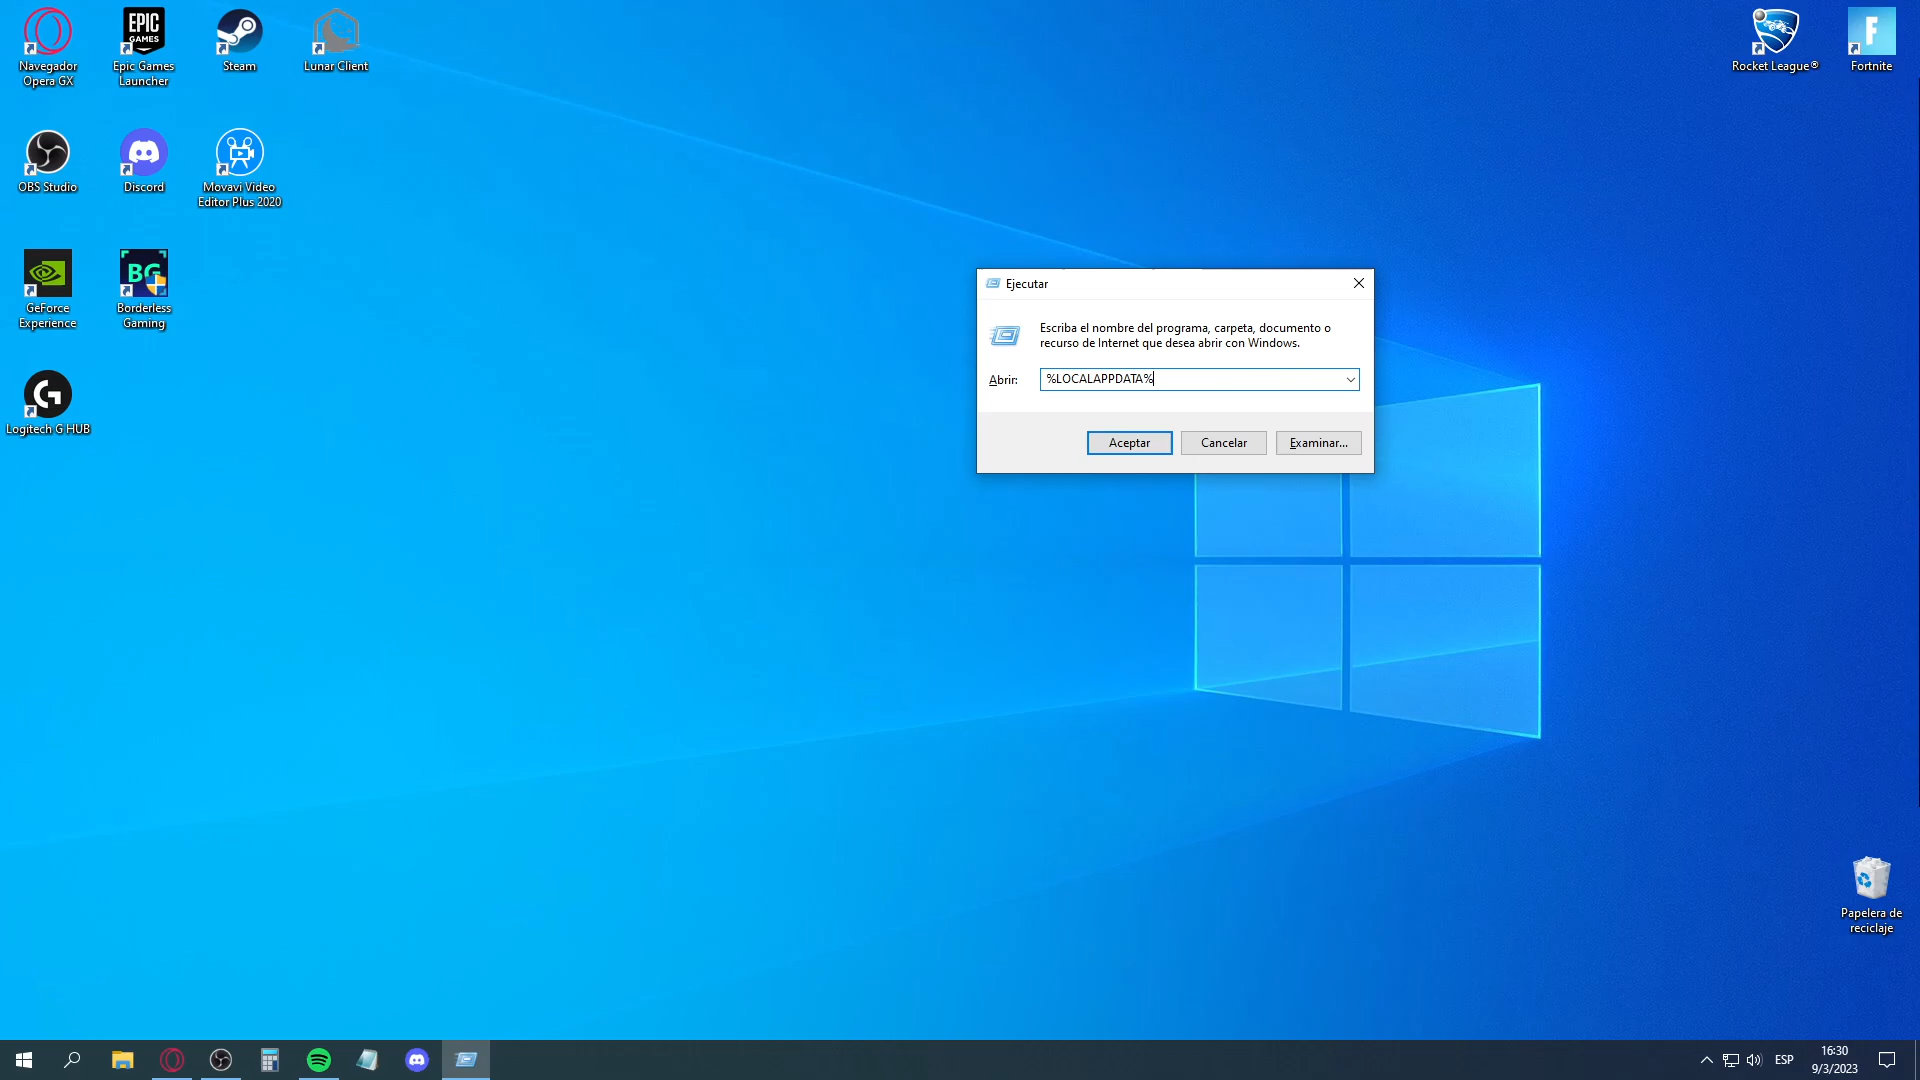 Navegador
Opera GX
EPIC
GAMES
Epic Games
Launcher
Steam
Lunar Client
Rocket League®
F
Fortnite
OBS Studio
Discord
Movavi Video
Editor Plus 2020
GeForce
Experience
BG
Borderless
Gaming
G
Logitech G HUB
Ejecutar
Escriba el nombre del programa, carpeta, documento o
recurso de Internet que desea abrir con Windows.
Abrir:
%LOCALAPPDATA%
Aceptar
Cancelar
Examinar...
Papelera de
reciclaje
ESP
16:30
9/3/2023